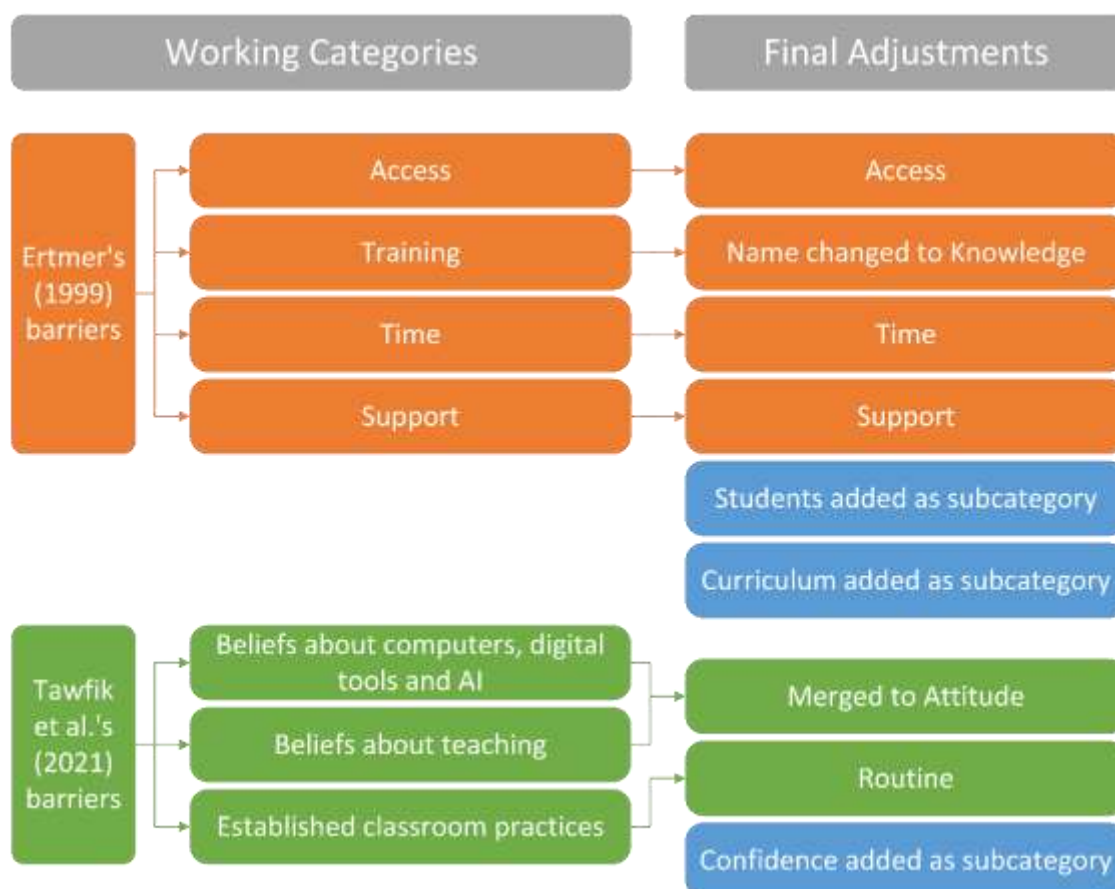 Working Categories
Final Adjustments
Ertmer's
(1999)
barriers
Access
Access
Training
Name changed to Knowledge
Time
Time
Support
Support
Students added as subcategory
Curriculum added as subcategory
Tawfik
et al.'s
(2021)
barriers
Beliefs about computers, digital
tools and AI
Beliefs about teaching
Merged to Attitude
Established classroom practices
Routine
Confidence added as subcategory